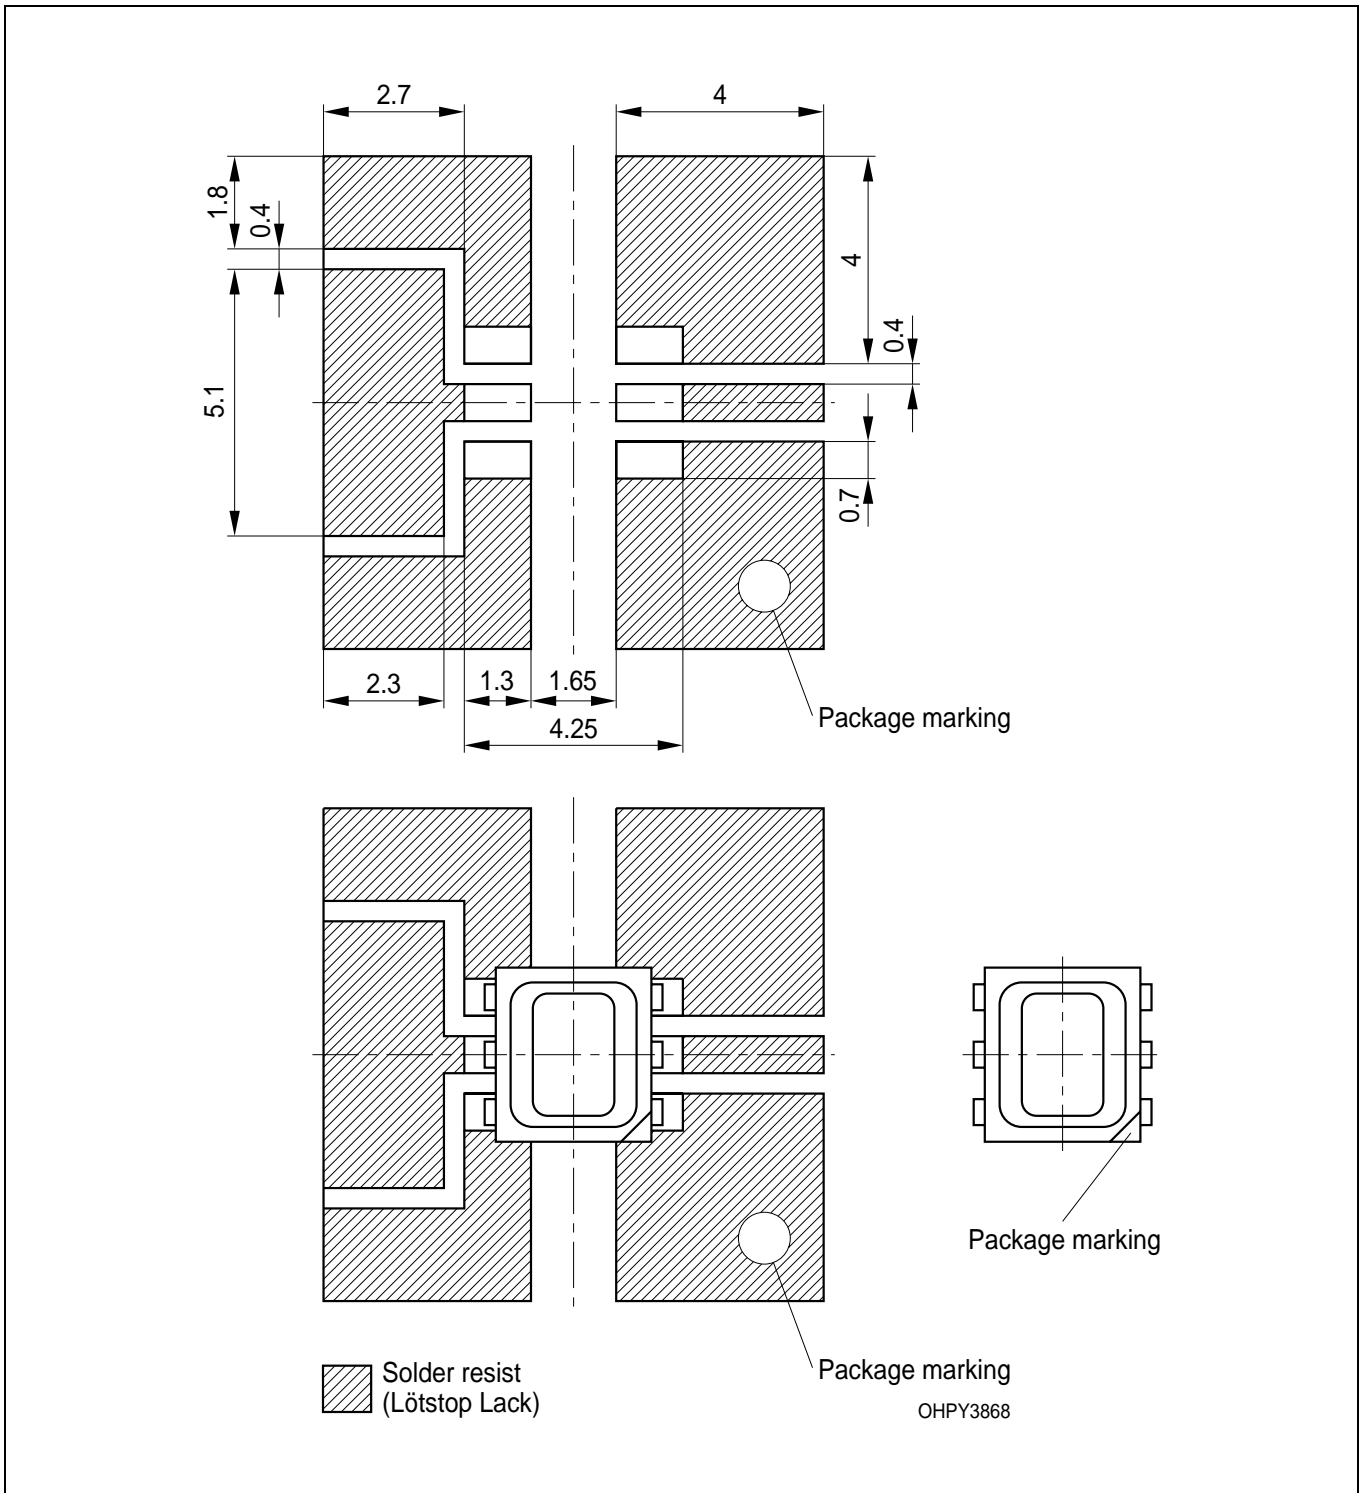 2.7
4
1.8
0.4
4
0.4
5.1
0.7
2.3
1.3
1.65
4.25
Package marking
Package marking
Solder resist
(Lötstop Lack)
Package marking
OHPY3868